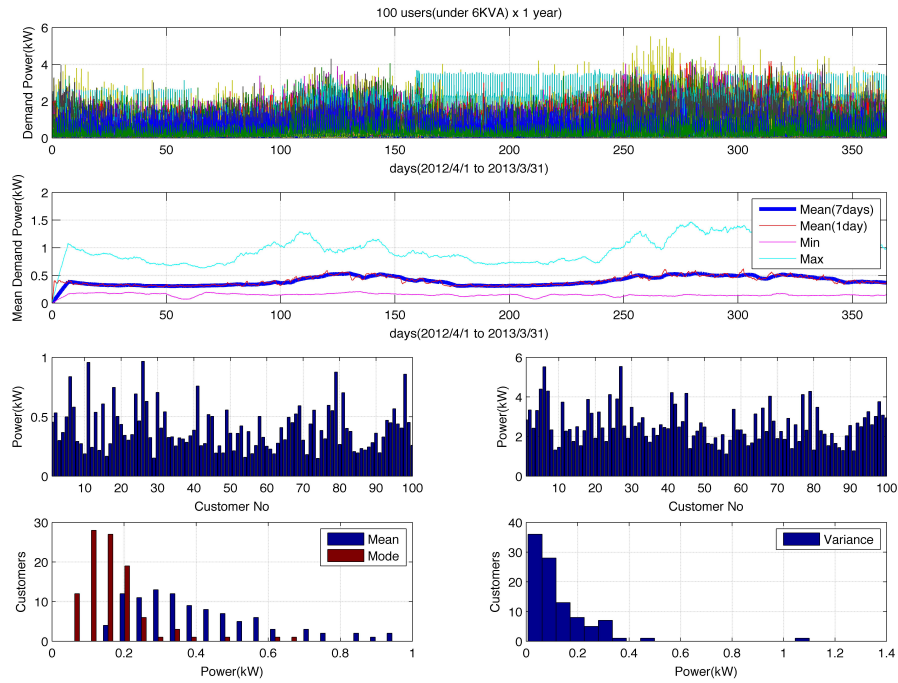 100 users(under 6KVA) x 1 year)
Demand Power(kW)
6
4
2
0
0 50 100 150 200 250 300 350
days(2012/4/1 to 2013/3/31)
Mean Demand Power(kW)
2
1.5
1
0.5
0
Mean(7days)
Mean(1day)
Min
Max
0 50 100 150 200 250 300 350
days(2012/4/1 to 2013/3/31)
Power(kW)
1
0.5
0
10 20 30 40 50 60 70 80 90 100
Customer No
Power(kW)
6
4
2
0
10 20 30 40 50 60 70 80 90 100
Customer No
Customers
30
20
10
0
Mean
Mode
0 0.2 0.4 0.6 0.8 1
Power(kW)
Customers
40
30
20
10
0
Variance
0 0.2 0.4 0.6 0.8 1 1.2 1.4
Power(kW)